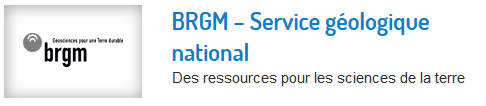 Géosciences pour une Terre durable
brgm
BRGM – Service géologique
national
Des ressources pour les sciences de la terre